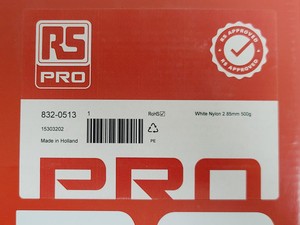 RS
PRO
RS APPROVED
RS APPROVED
832-0513
1
RoHS☑
White Nylon 2.85mm 500g
15303202
Made in Holland
PE
PRO